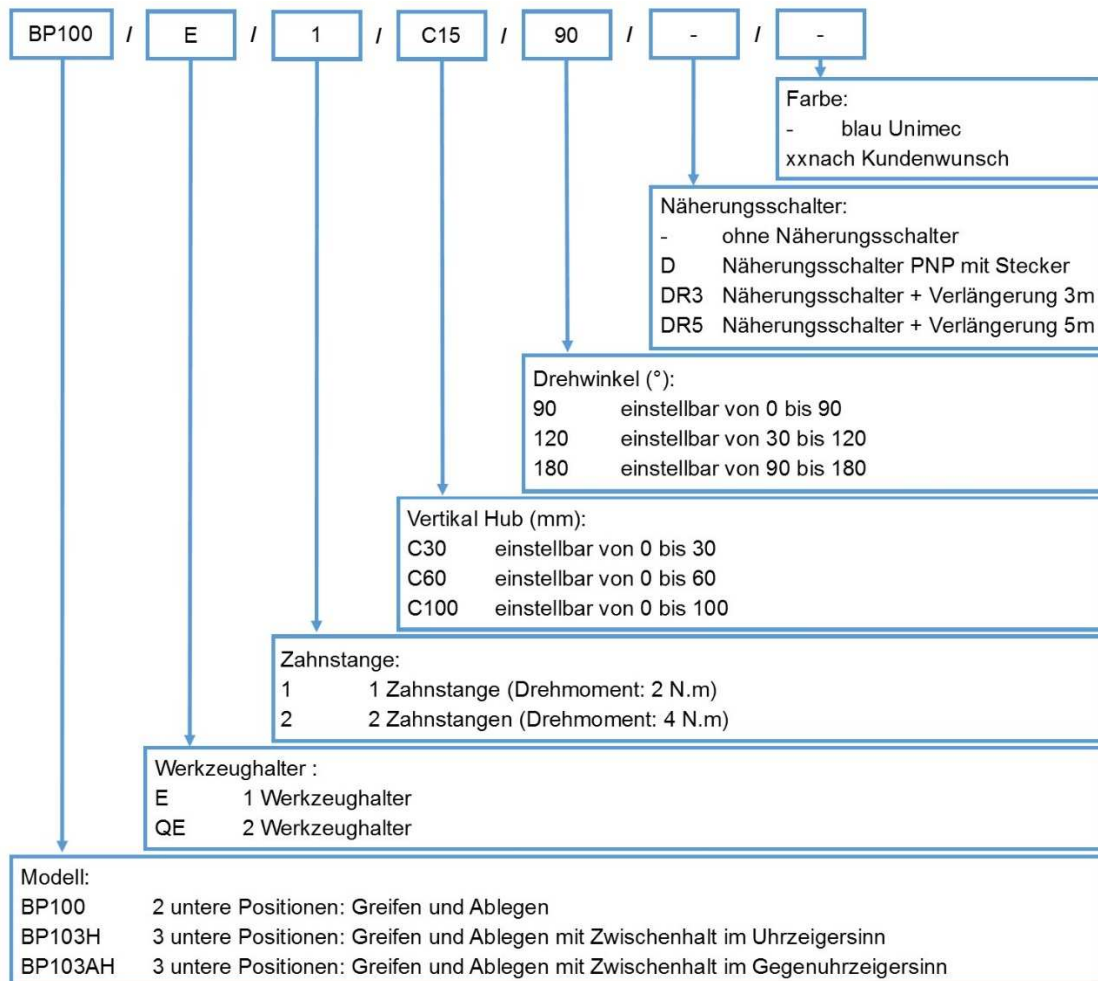 BP100 / E / 1 / C15 / 90 / - / -
Farbe:
- blau Unimec
xxnach Kundenwunsch
Näherungsschalter:
- ohne Näherungsschalter
D Näherungsschalter PNP mit Stecker
DR3 Näherungsschalter + Verlängerung 3m
DR5 Näherungsschalter + Verlängerung 5m
Drehwinkel (°):
90 einstellbar von 0 bis 90
120 einstellbar von 30 bis 120
180 einstellbar von 90 bis 180
Vertikal Hub (mm):
C30 einstellbar von 0 bis 30
C60 einstellbar von 0 bis 60
C100 einstellbar von 0 bis 100
Zahnstange:
1 1 Zahnstange (Drehmoment: 2 N.m)
2 2 Zahnstangen (Drehmoment: 4 N.m)
Werkzeughalter :
E 1 Werkzeughalter
QE 2 Werkzeughalter
Modell:
BP100 2 untere Positionen: Greifen und Ablegen
BP103H 3 untere Positionen: Greifen und Ablegen mit Zwischenhalt im Uhrzeigersinn
BP103AH 3 untere Positionen: Greifen und Ablegen mit Zwischenhalt im Gegenuhrzeigersinn